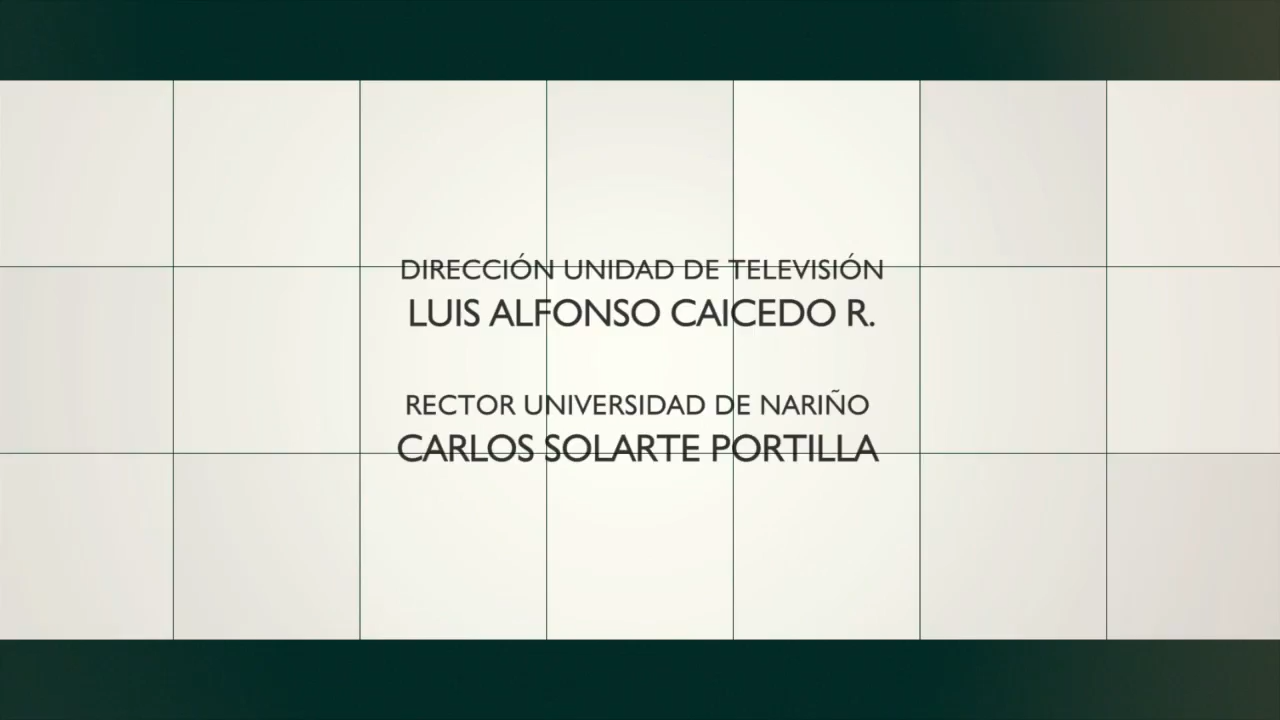 DIRECCIÓN UNIDAD DE TELEVISIÓN
LUIS ALFONSO CAICEDO R.
RECTOR UNIVERSIDAD DE NARIÑO
CARLOS SOLARTE PORTILLA